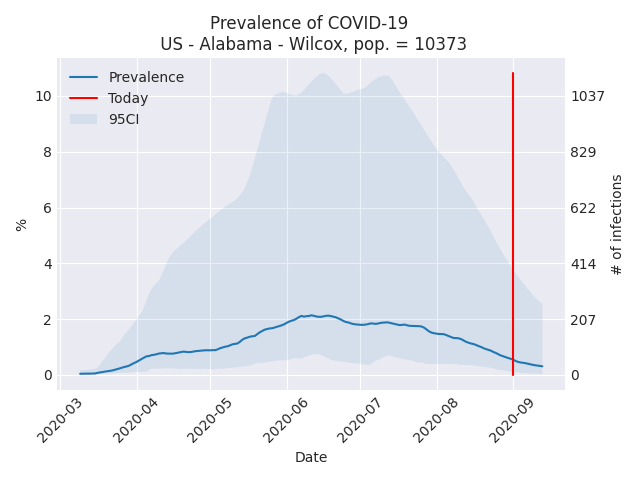 Prevalence of COVID-19
US - Alabama - Wilcox, pop. = 10373
Prevalence
Today
95CI
10
8
6
4
2
0
%
1037
829
622
414
207
0
# of infections
2020-03
2020-04
2020-05
2020-06
2020-07
2020-08
2020-09
Date